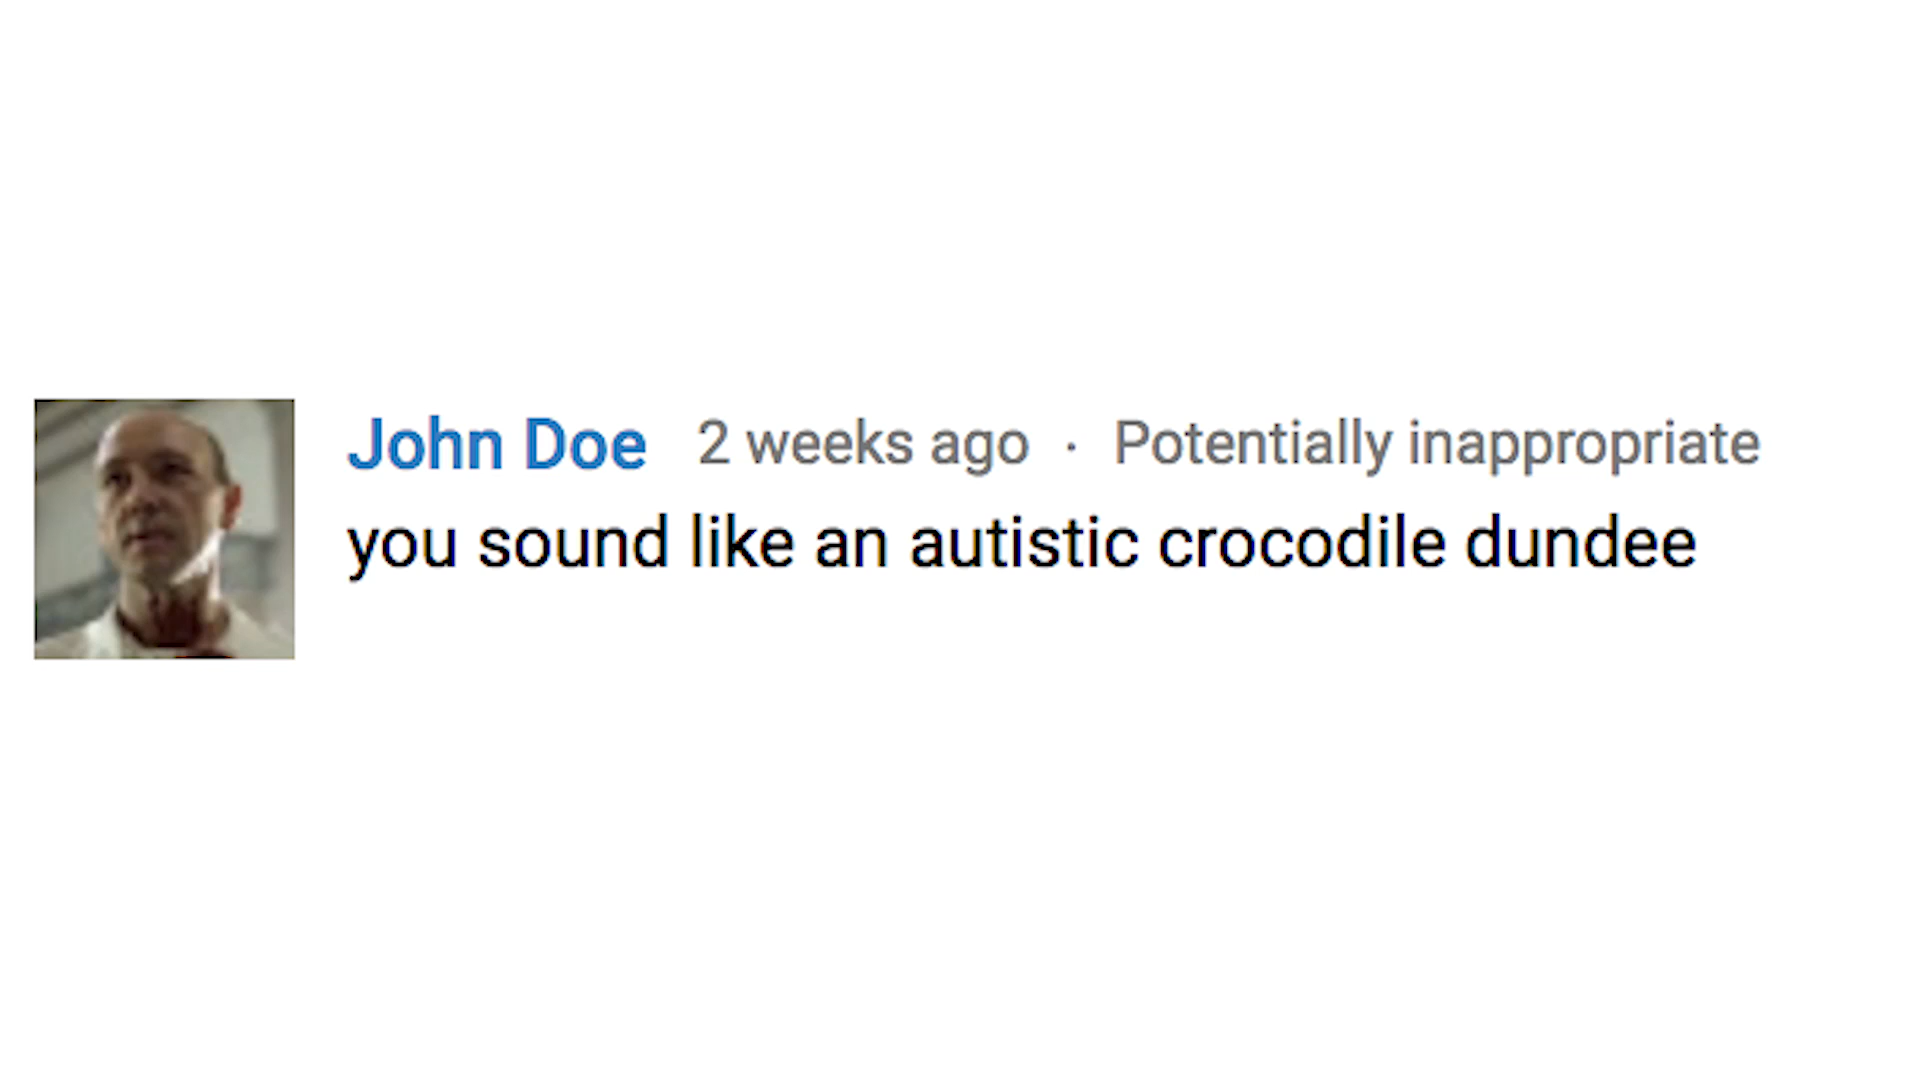 John Doe 2 weeks ago · Potentially inappropriate
you sound like an autistic crocodile dundee